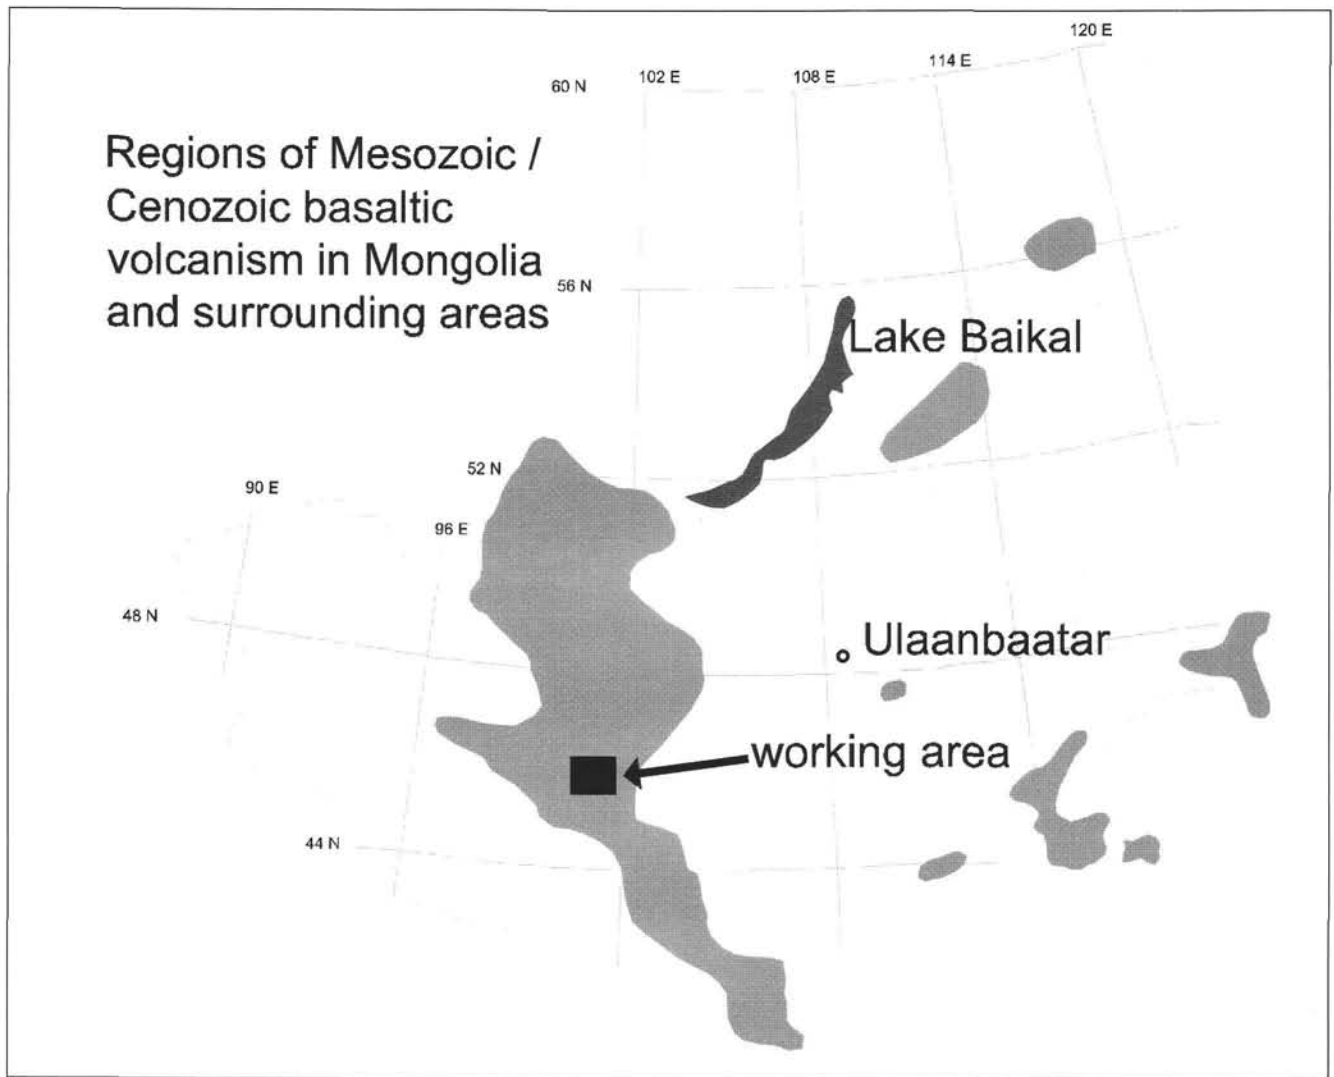 120 E
114 E
102 E
108 E
60 N
Regions of Mesozoic /
Cenozoic basaltic
volcanism in Mongolia
and surrounding areas
56 N
Lake Baikal
52 N
90 E
96 E
48 N
Ulaanbaatar
working area
44 N